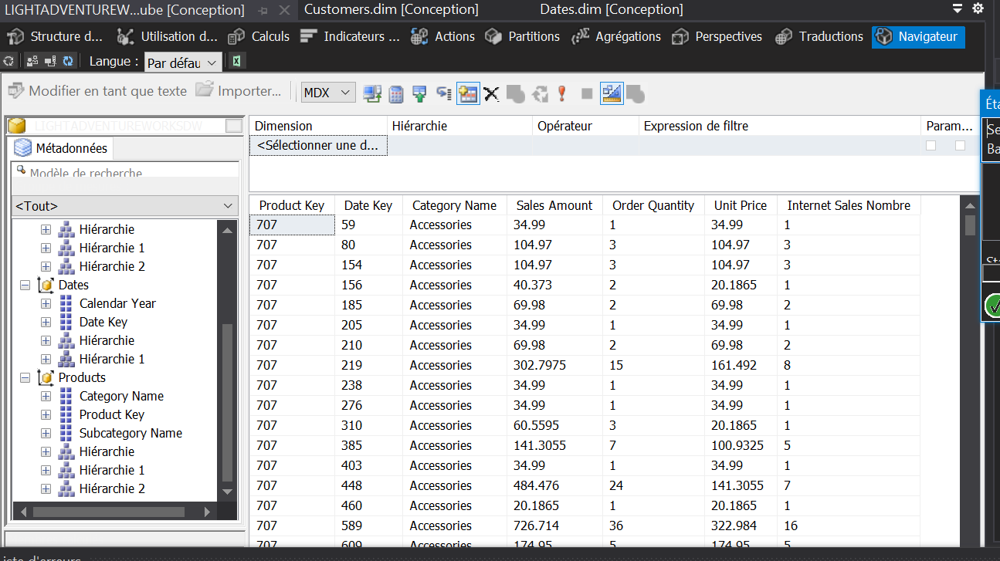 LIGHTADVENTUREW...ube [Conception] Customers.dim [Conception] Dates.dim [Conception]
Structure d... Utilisation d... Calculs Indicateurs ... Actions Partitions Agrégations Perspectives Traductions Navigateur
Langue : Par défau
Modifier en tant que texte Importer... MDX
LIGHTADVENTUREWORKSDW
Métadonnées
Modèle de recherche
<Tout>
Hiérarchie
Hiérarchie 1
Hiérarchie 2
Dates
Calendar Year
Date Key
Hiérarchie
Hiérarchie 1
Products
Category Name
Product Key
Subcategory Name
Hiérarchie
Hiérarchie 1
Hiérarchie 2
Dimension Hiérarchie Opérateur Expression de filtre Param...
<Sélectionner une d...
Product Key Date Key Category Name Sales Amount Order Quantity Unit Price Internet Sales Nombre
707 59 Accessories 34.99 1 34.99 1
707 80 Accessories 104.97 3 104.97 3
707 154 Accessories 104.97 3 104.97 3
707 156 Accessories 40.373 2 20.1865 1
707 185 Accessories 69.98 2 69.98 2
707 205 Accessories 34.99 1 34.99 1
707 210 Accessories 69.98 2 69.98 2
707 219 Accessories 302.7975 15 161.492 8
707 238 Accessories 34.99 1 34.99 1
707 276 Accessories 34.99 1 34.99 1
707 310 Accessories 60.5595 3 20.1865 1
707 385 Accessories 141.3055 7 100.9325 5
707 403 Accessories 34.99 1 34.99 1
707 448 Accessories 484.476 24 141.3055 7
707 460 Accessories 20.1865 1 20.1865 1
707 589 Accessories 726.714 36 322.984 16
707 609 Accessories 174.95 5 174.95 5
Éta
Se
Ba
iste d'erreurs